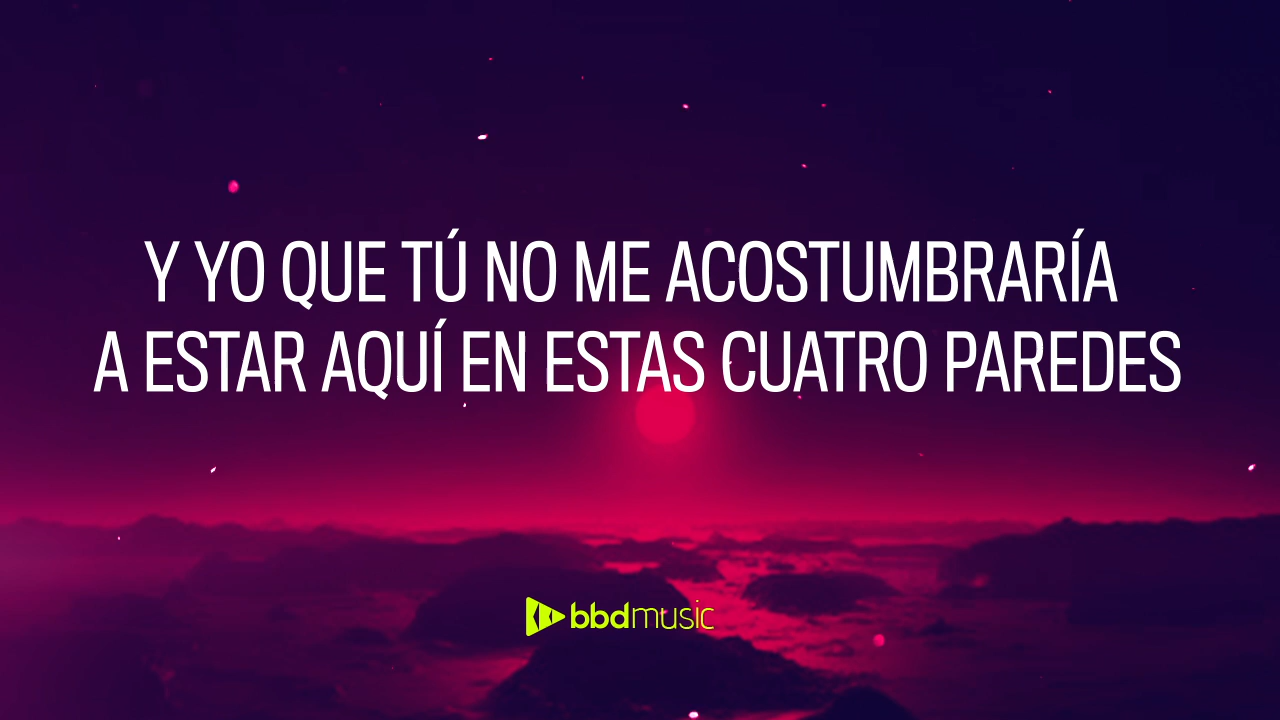 Y YO QUE TÚ NO ME ACOSTUMBRARÍA
A ESTAR AQUÍ EN ESTAS CUATRO PAREDES
bbdmusic